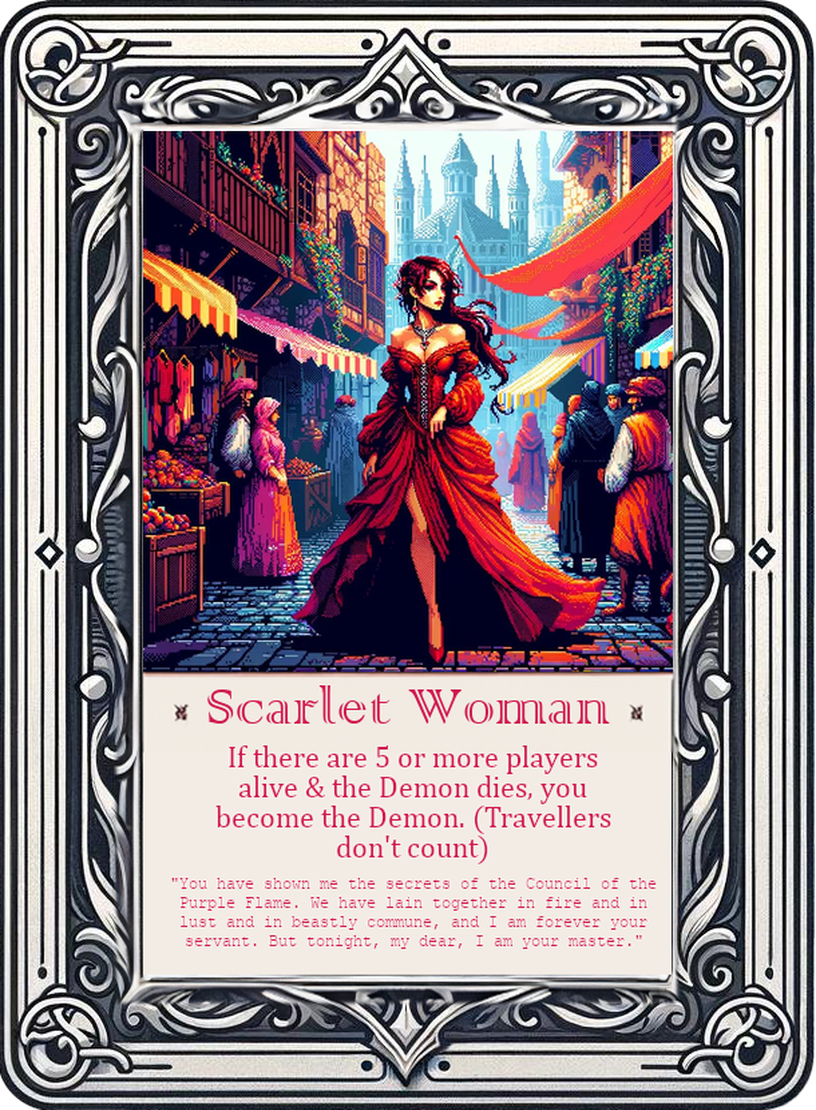 Scarlet Woman
If there are 5 or more players
alive & the Demon dies, you
become the Demon. (Travellers
don't count)
"You have shown me the secrets of the Council of the
Purple Flame. We have lain together in fire and in
lust and in beastly commune, and I am forever your
servant. But tonight, my dear, I am your master."